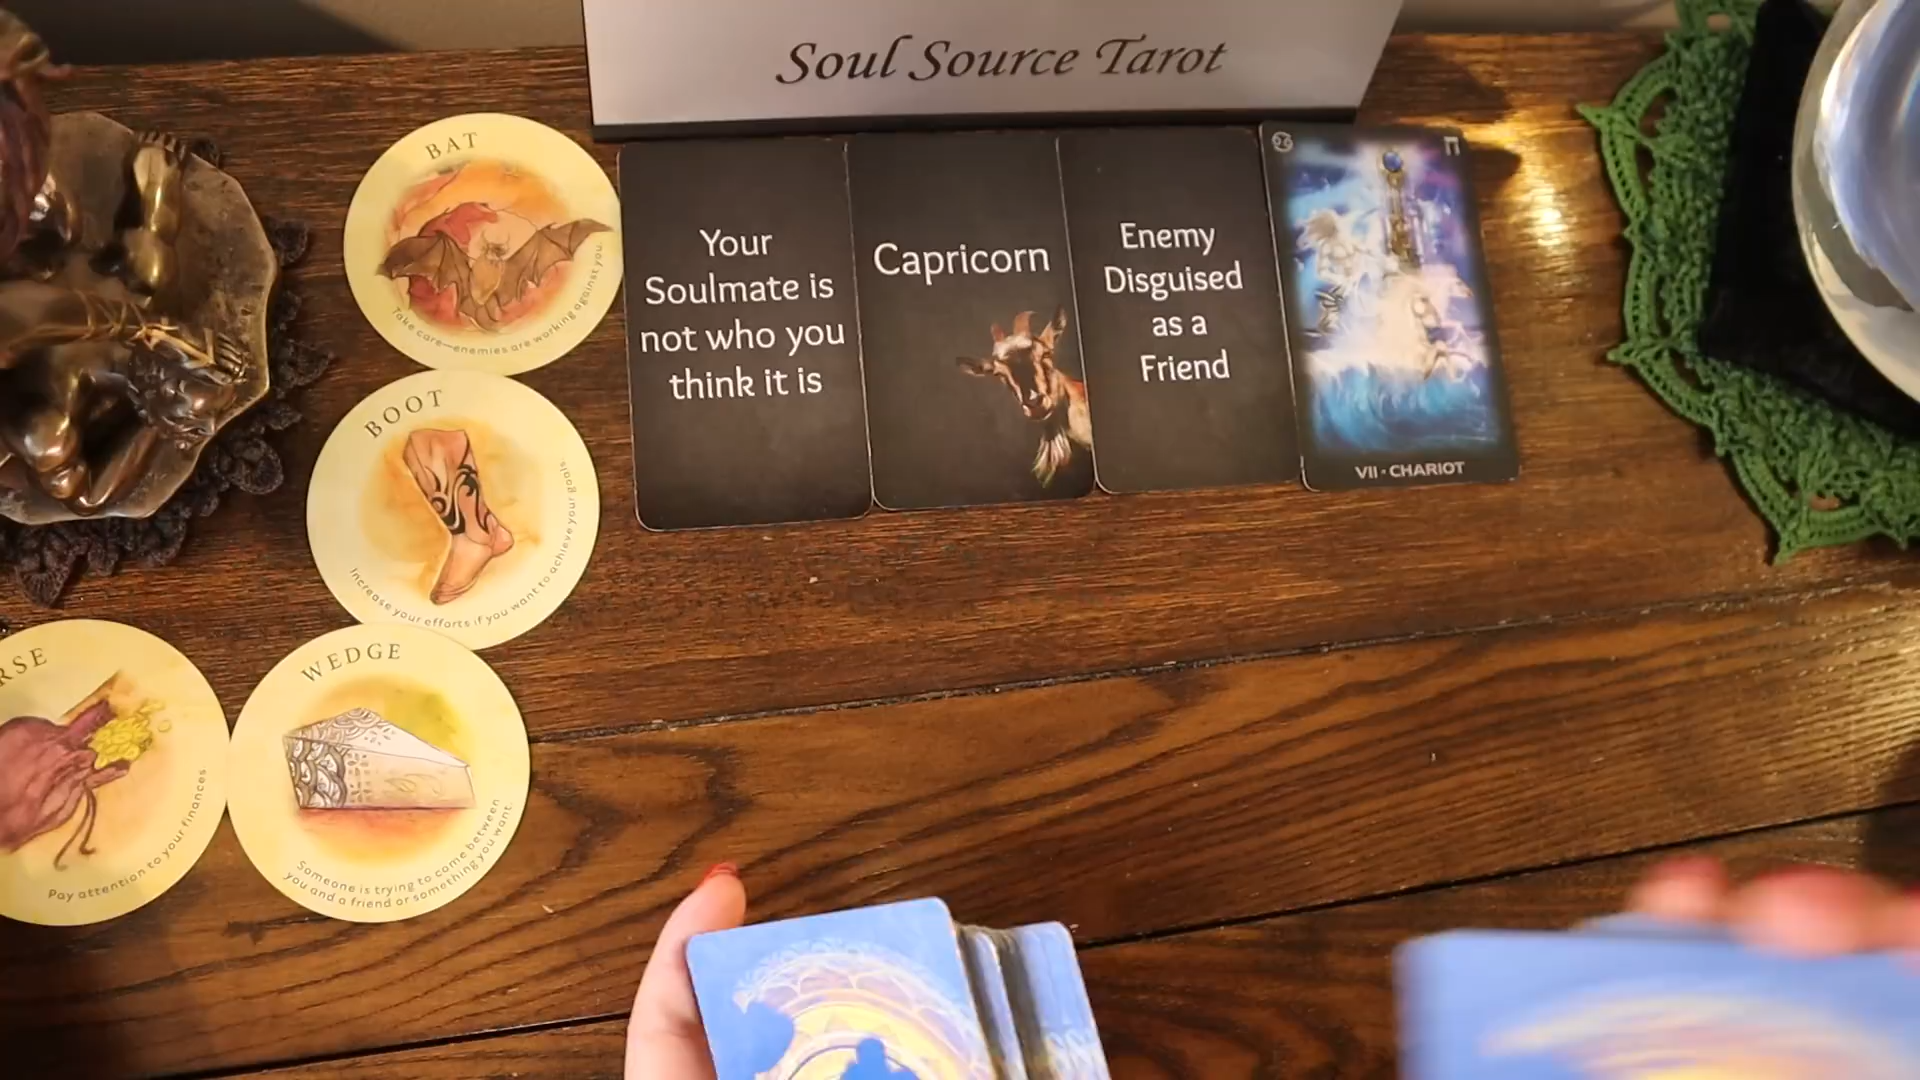 Soul Source Tarot
BAT
Take care—enemies are working against you.
Your
Soulmate is
not who you
think it is
Capricorn
Enemy
Disguised
as a
Friend
VII · CHARIOT
BOOT
Increase your efforts if you want to achieve your goals.
RSE
Pay attention to your finances
WEDGE
Someone is trying to come between
you and a friend or something you want.